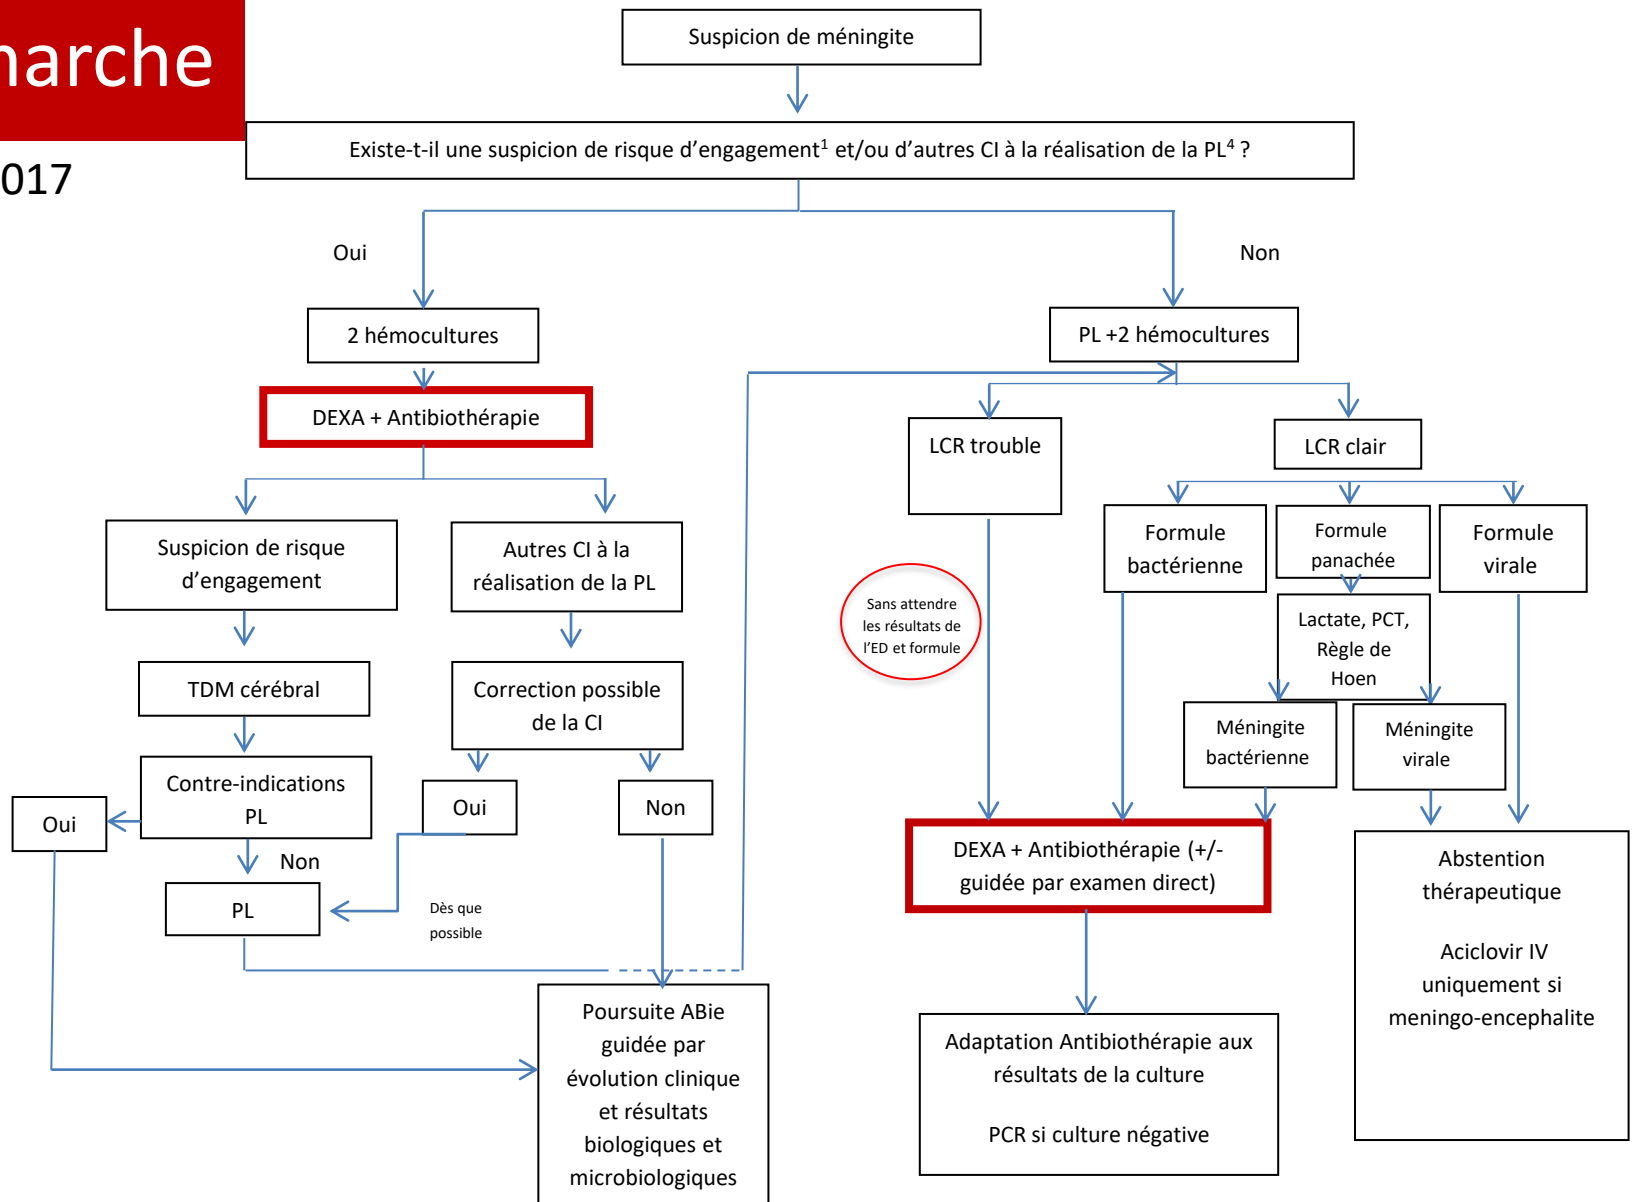 marche
017
Suspicion de méningite
Existe-t-il une suspicion de risque d’engagement¹ et/ou d’autres CI à la réalisation de la PL⁴ ?
Oui
Non
2 hémocultures
PL +2 hémocultures
DEXA + Antibiothérapie
LCR trouble
LCR clair
Suspicion de risque
d’engagement
Autres CI à la
réalisation de la PL
Formule
bactérienne
Formule
panachée
Formule
virale
Sans attendre
les résultats de
l’ED et formule
Lactate, PCT,
Règle de
Hoen
TDM cérébral
Correction possible
de la CI
Méningite
bactérienne
Méningite
virale
Contre-indications
PL
Oui
Oui
Non
Non
PL
Dès que
possible
DEXA + Antibiothérapie (+/-
guidée par examen direct)
Abstention
thérapeutique
Aciclovir IV
uniquement si
meningo-encephalite
Poursuite ABie
guidée par
évolution clinique
et résultats
biologiques et
microbiologiques
Adaptation Antibiothérapie aux
résultats de la culture
PCR si culture négative